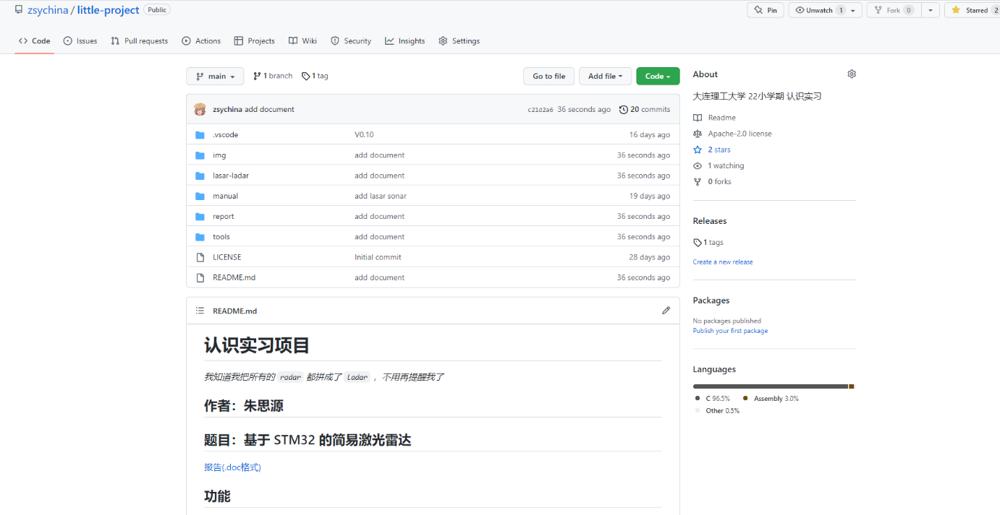 zsychina / little-project Public
Pin Unwatch 1 Fork 0 Starred 2
Code Issues Pull requests Actions Projects Wiki Security Insights Settings
main 1 branch 1 tag Go to file Add file Code
zsychina add document c21d2a6 36 seconds ago 20 commits
.vscode V0.10 16 days ago
img add document 36 seconds ago
lasar-ladar add document 36 seconds ago
manual add lasar sonar 19 days ago
report add document 36 seconds ago
tools add document 36 seconds ago
LICENSE Initial commit 28 days ago
README.md add document 36 seconds ago
README.md
认识实习项目
我知道我把所有的 radar 都拼成了 ladar ，不用再提醒我了
作者：朱思源
题目：基于 STM32 的简易激光雷达
报告(.doc格式)
功能
About
大连理工大学 22小学期 认识实习
Readme
Apache-2.0 license
2 stars
1 watching
0 forks
Releases
1 tags
Create a new release
Packages
No packages published
Publish your first package
Languages
C 96.5% Assembly 3.0%
Other 0.5%